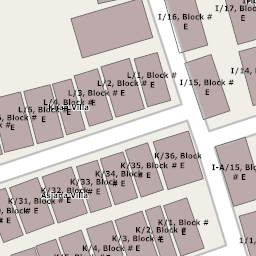 I/16, Block #
E
I/17, Block
E
L/1, Block #
E
L/2, Block #
E
L/3, Block #
E
L/4, Block #
E
L/5, Block #
E
I/15, Block #
E
I/14,
E
K/36, Block
# E
K/35, Block #
E
K/34, Block #
E
K/33, Block #
E
K/32, Block #
E
K/31, Block #
E
I-A/15, Block
# E
Asjana Villa
K/1, Block #
E
K/2, Block #
E
K/3, Block #
E
K/4, Block #
E